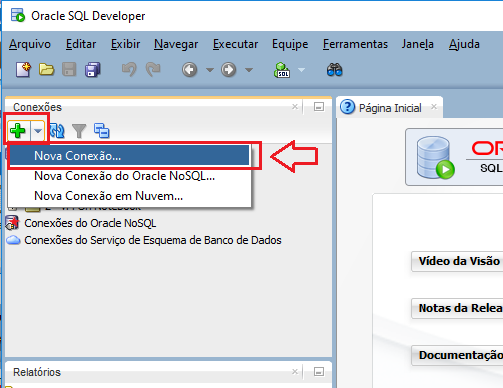 Oracle SQL Developer
Arquivo Editar Exibir Navegar Executar Equipe Ferramentas Janela Ajuda
SQL
Conexões
Nova Conexão...
Nova Conexão do Oracle NoSQL...
Nova Conexão em Nuvem...
Conexões do Oracle NoSQL
Conexões do Serviço de Esquema de Banco de Dados
Relatórios
Página Inicial
OR
SQL
Vídeo da Visão
Notas da Relea
Documentação